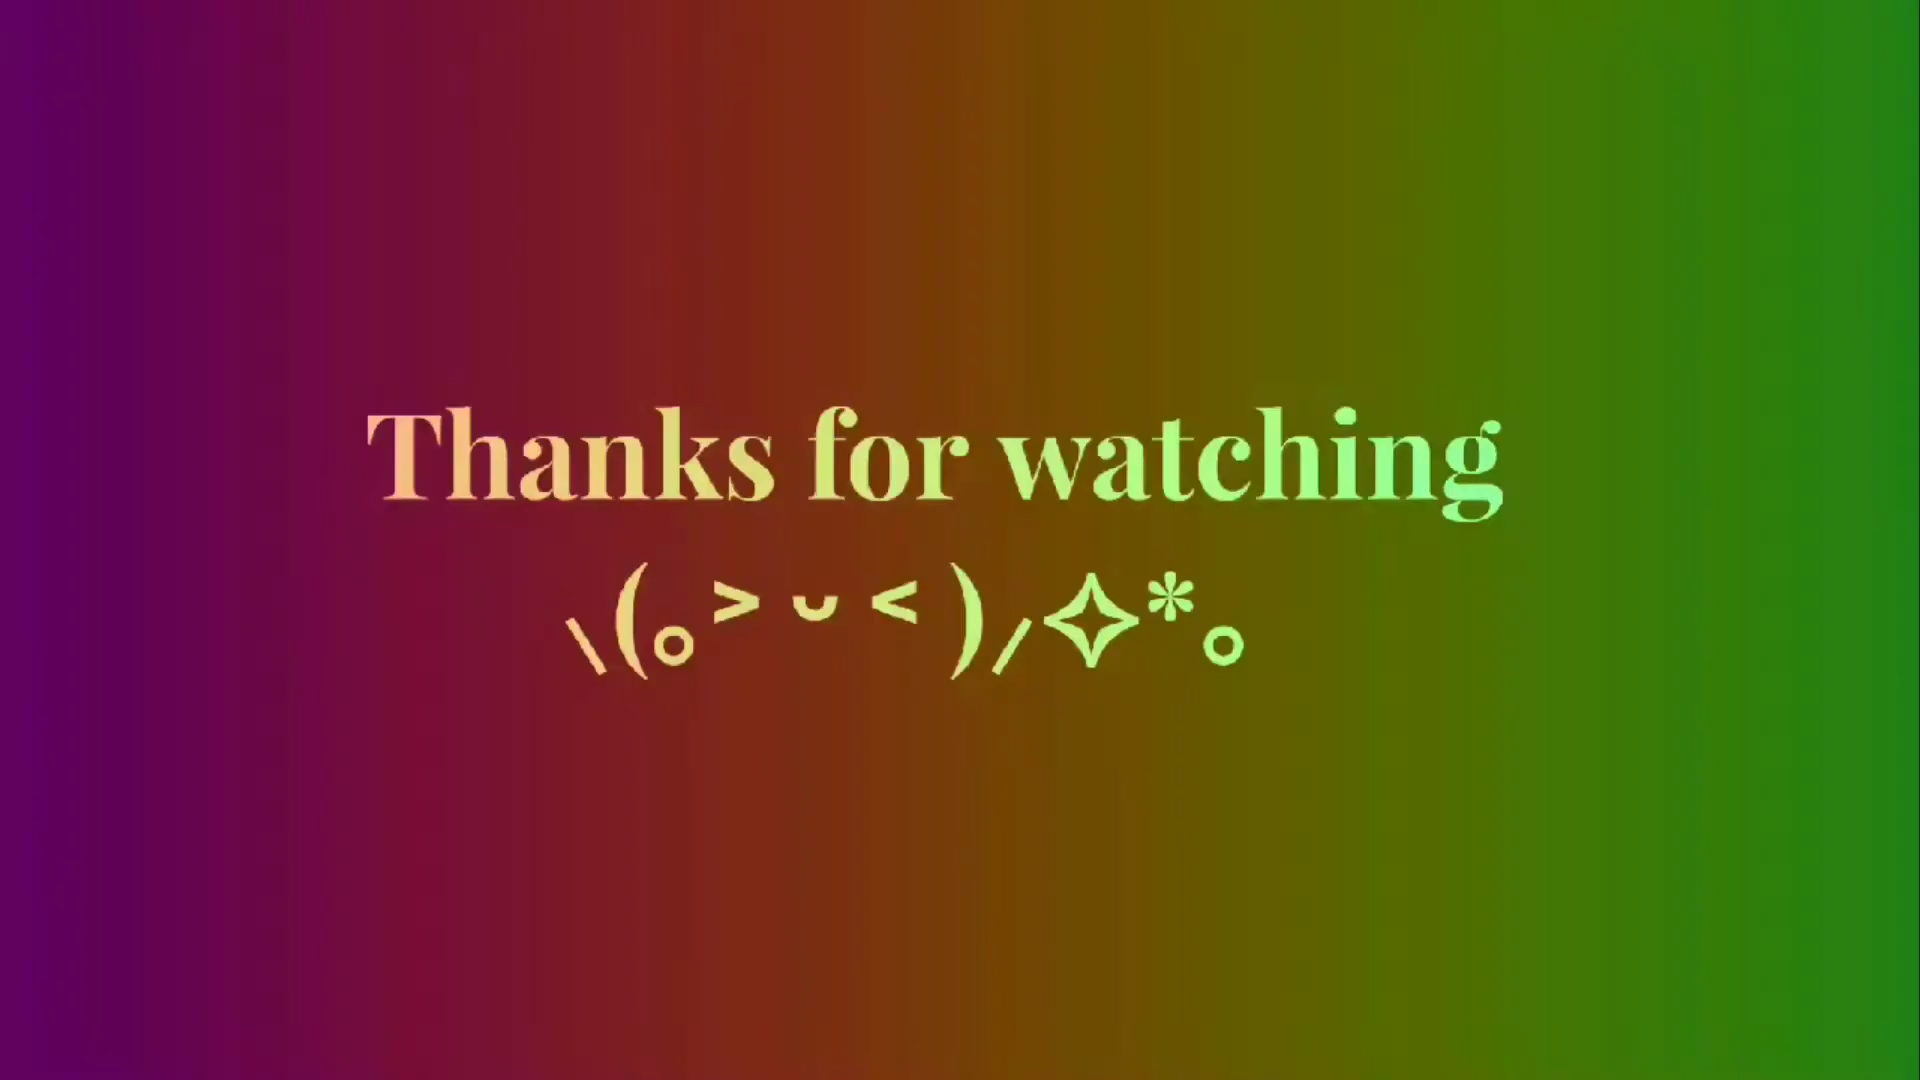 Thanks for watching
⸜(｡˃ ᵕ ˂ )⸝✧*｡